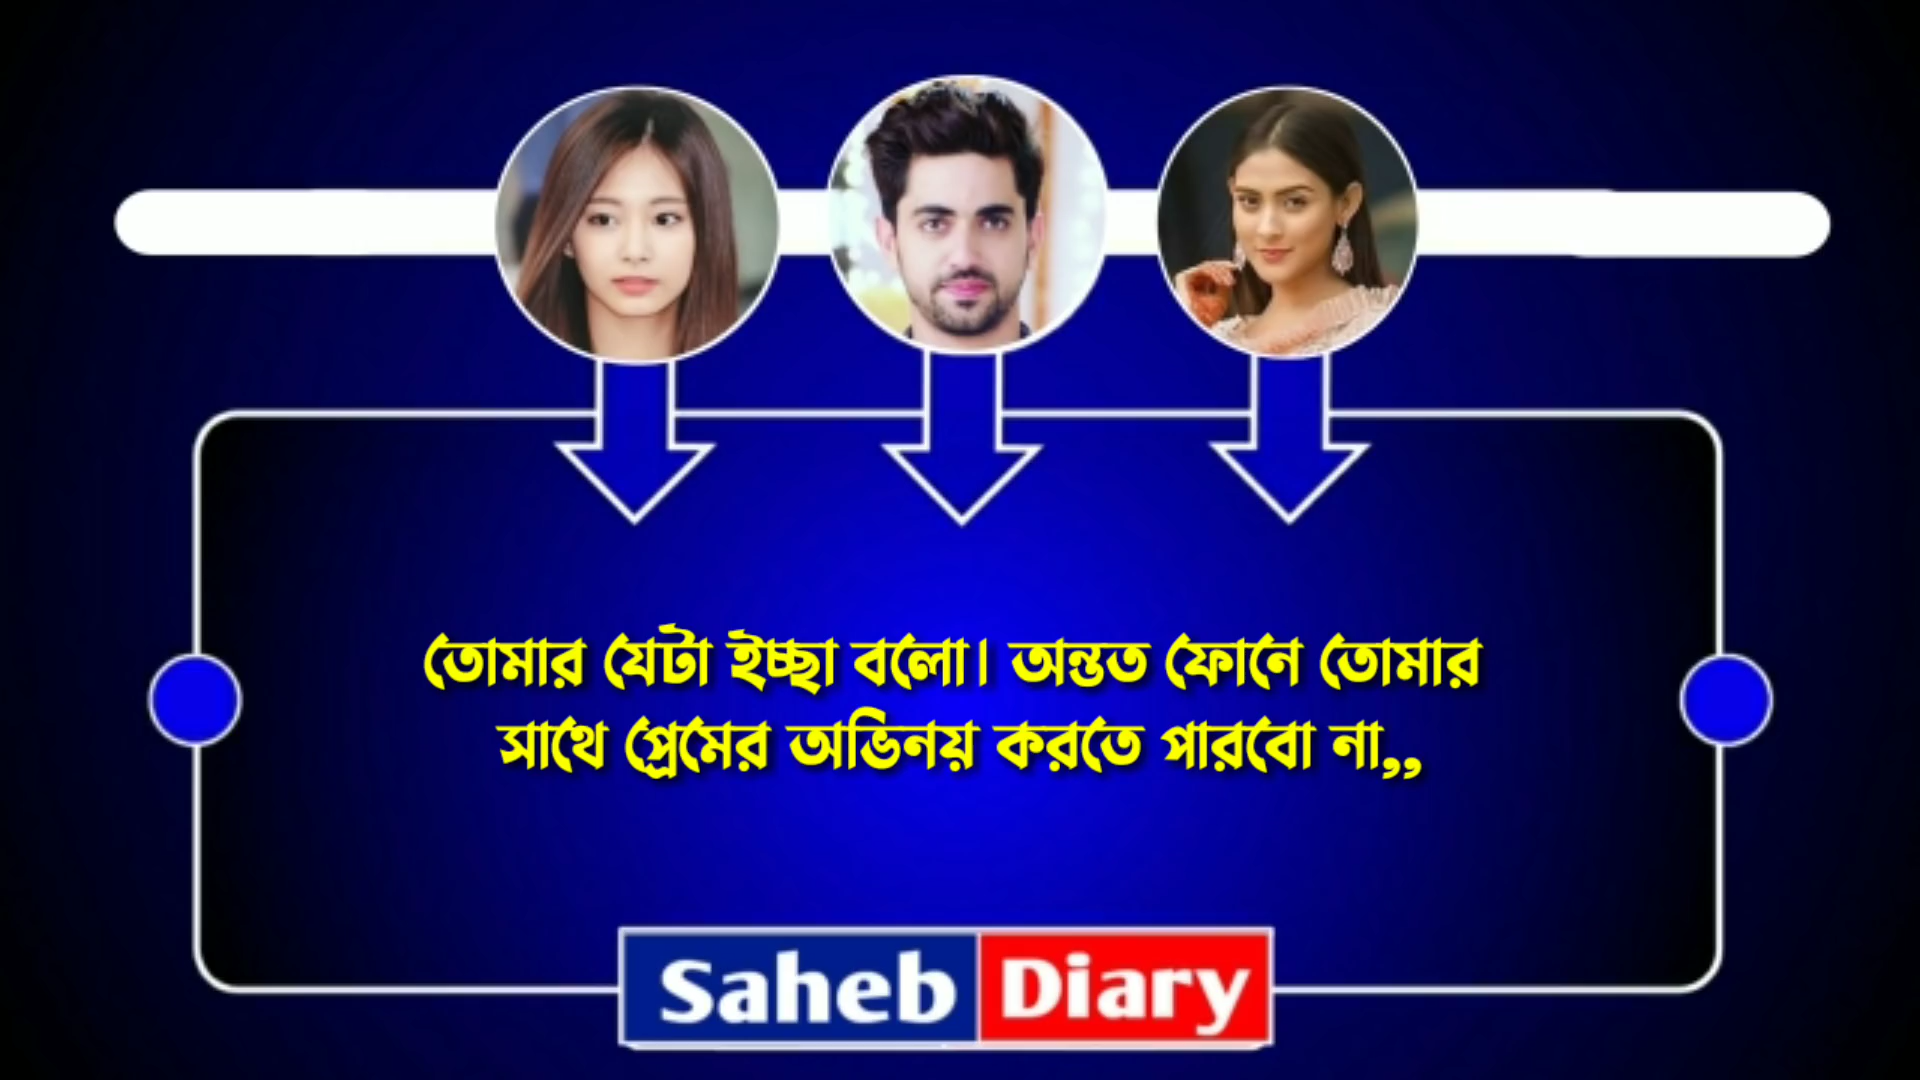 তোমার যেটা ইচ্ছা বলো। অন্তত ফোনে তোমার
সাথে প্রেমের অভিনয় করতে পারবো না,,
Saheb Diary